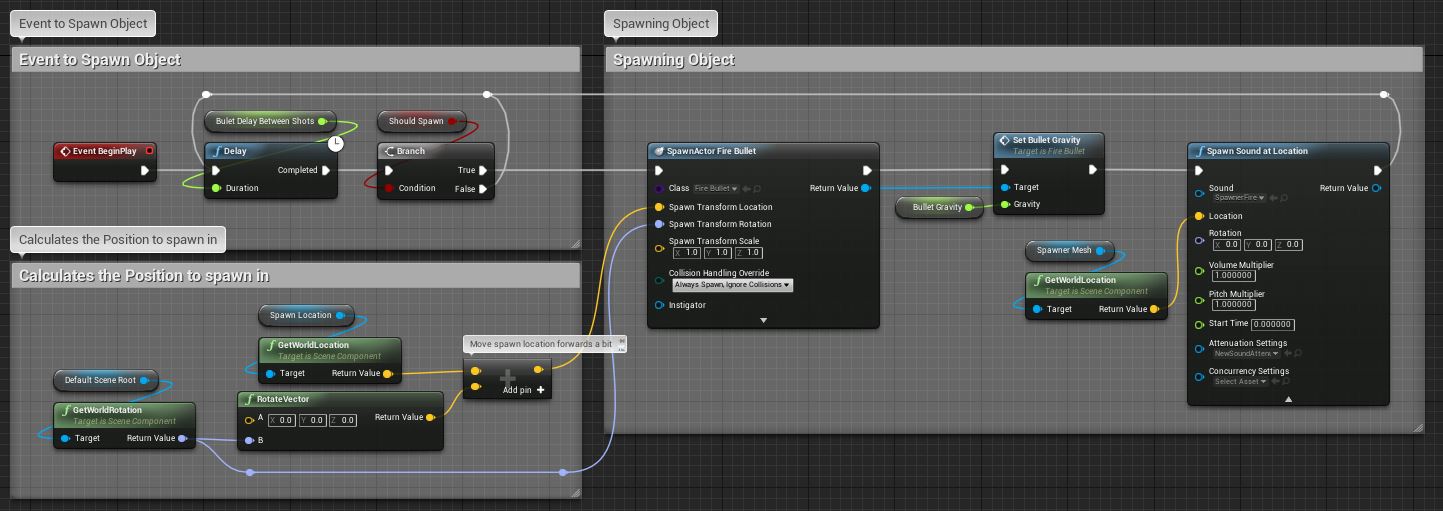 Event to Spawn Object
Event to Spawn Object
Bulet Delay Between Shots
Should Spawn
Event BeginPlay
Delay
Completed
Duration
Branch
True
Condition
False
Calculates the Position to spawn in
Calculates the Position to spawn in
Spawn Location
GetWorldLocation
Target is Scene Component
Target
Return Value
Move spawn location forwards a bit
Add pin
Default Scene Root
GetWorldRotation
Target is Scene Component
Target
Return Value
RotateVector
A X 0.0 Y 0.0 Z 0.0
Return Value
B
Spawning Object
Spawning Object
SpawnActor Fire Bullet
Class Fire Bullet
Return Value
Spawn Transform Location
Spawn Transform Rotation
Spawn Transform Scale
X 1.0 Y 1.0 Z 1.0
Collision Handling Override
Always Spawn, Ignore Collisions
Instigator
Bullet Gravity
Set Bullet Gravity
Target is Fire Bullet
Target
Gravity
Spawner Mesh
GetWorldLocation
Target is Scene Component
Target
Return Value
Spawn Sound at Location
Sound
SpawnerFire
Return Value
Location
Rotation
X 0.0 Y 0.0 Z 0.0
Volume Multiplier
1.000000
Pitch Multiplier
1.000000
Start Time 0.000000
Attenuation Settings
NewSoundAttenu
Concurrency Settings
Select Asset